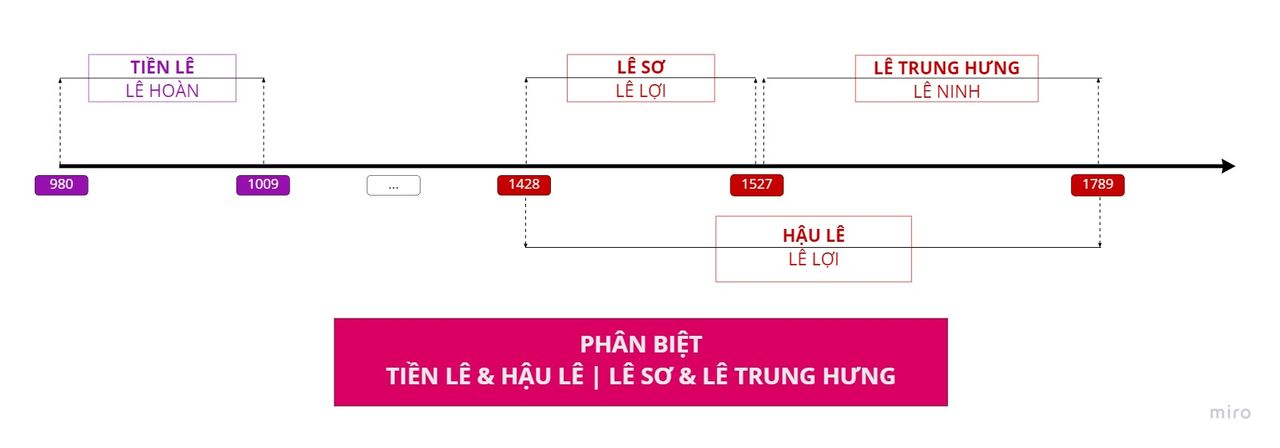 TIỀN LÊ
LÊ HOÀN
LÊ SƠ
LÊ LỢI
LÊ TRUNG HƯNG
LÊ NINH
980
1009
...
1428
1527
1789
HẬU LÊ
LÊ LỢI
PHÂN BIỆT
TIỀN LÊ & HẬU LÊ | LÊ SƠ & LÊ TRUNG HƯNG
miro